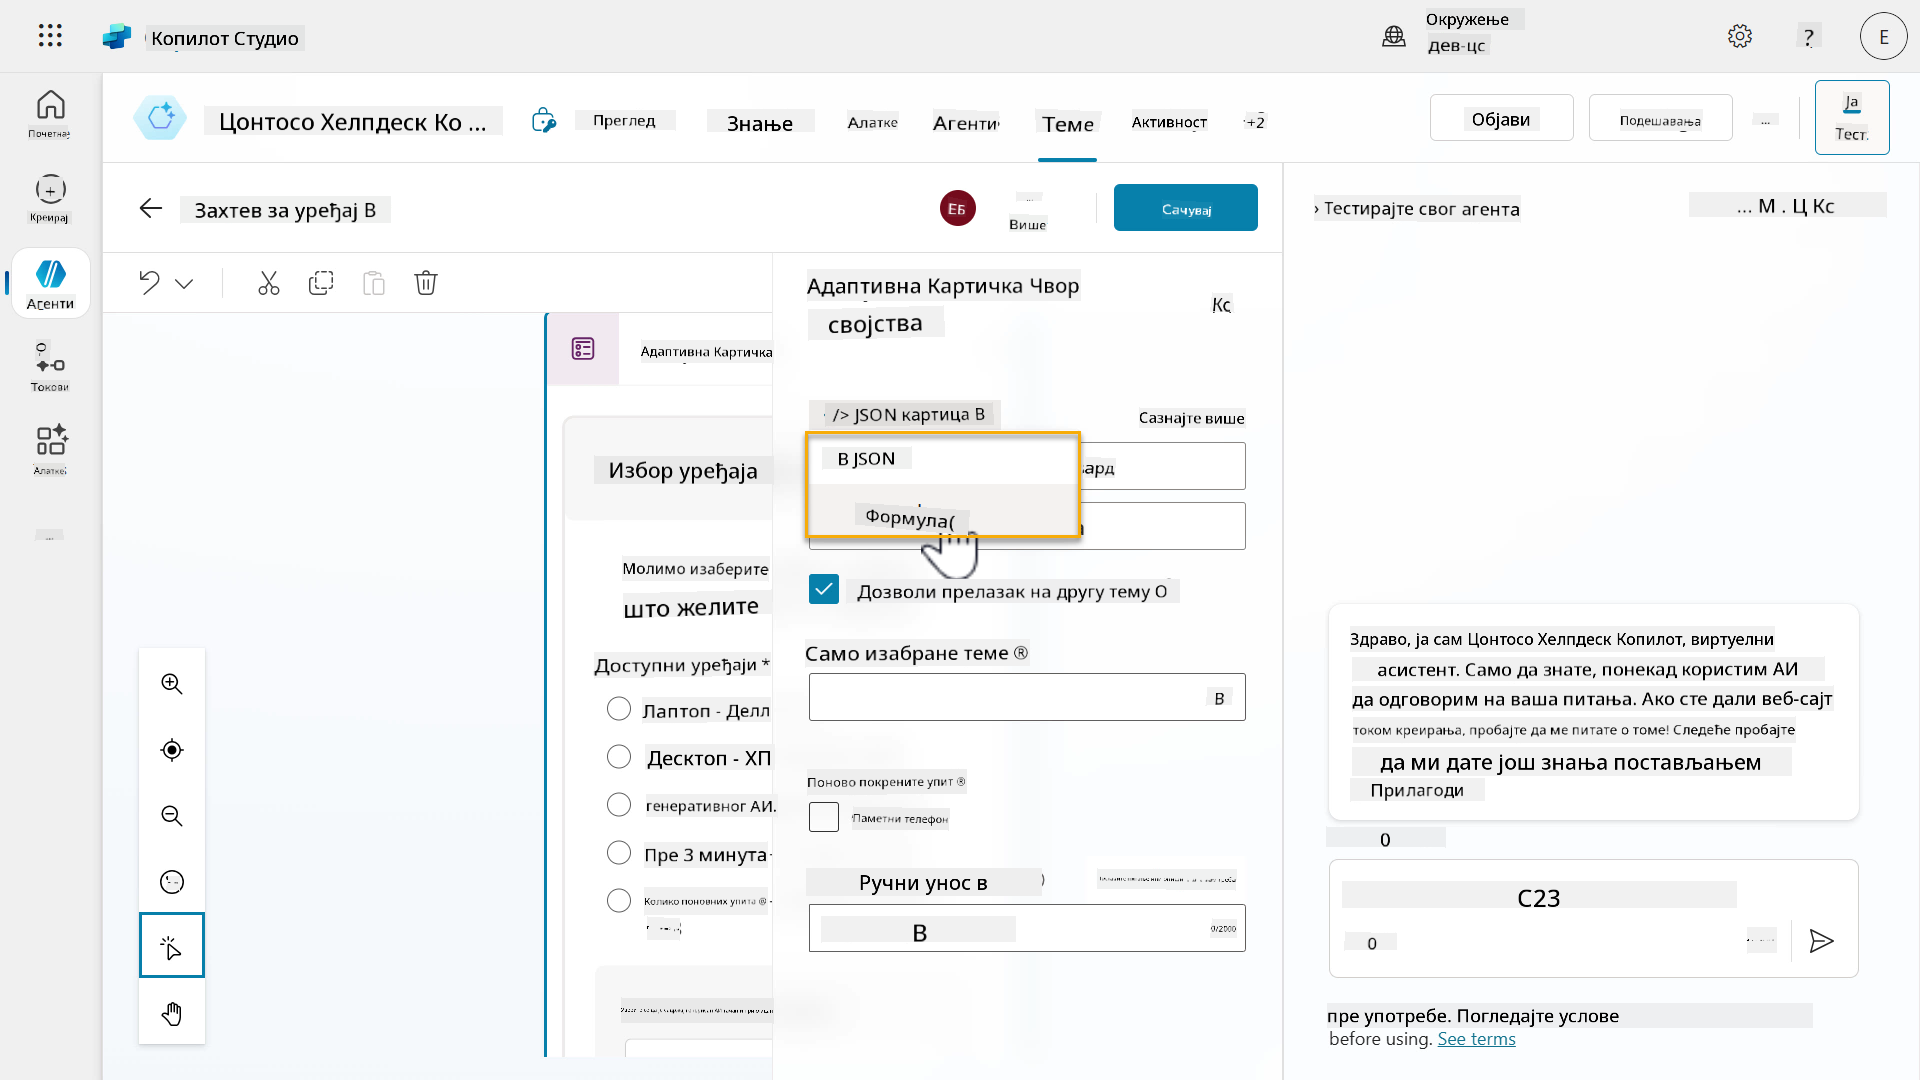 Копилот Студио
Окружење
дев-цс
?
Е
Почетна
Креирај
Агенти
Токови
Алатке
Цонтосо Хелпдеск Ко ...
Преглед
Знање
Алатке
Агенти
Теме
Активност
+2
Објави
Подешавања
...
Ја
Тест.
Захтев за уређај В
ЕБ
Више
Сачувај
Адаптивна Картичка
Избор уређаја
Молимо изаберите
што желите
Доступни уређаји *
Лаптоп - Делл
Десктоп - ХП
генеративног АИ.
Пре 3 минута
Колико поновних упита ®
Адаптивна Картичка Чвор
својства
Кс
/> JSON картица В
Сазнајте више
В JSON
ард
Формула(
Дозволи прелазак на другу тему О
Само изабране теме ®
В
Поново покрените упит ®
Паметни телефон
Ручни унос в
В
0/2000
› Тестирајте свог агента
... М . Ц Кс
Здраво, ја сам Цонтосо Хелпдеск Копилот, виртуелни
асистент. Само да знате, понекад користим АИ
да одговорим на ваша питања. Ако сте дали веб-сајт
током креирања, пробајте да ме питате о томе! Следеће пробајте
да ми дате још знања постављањем
Прилагоди
0
С23
0
пре употребе. Погледајте услове
before using. See terms